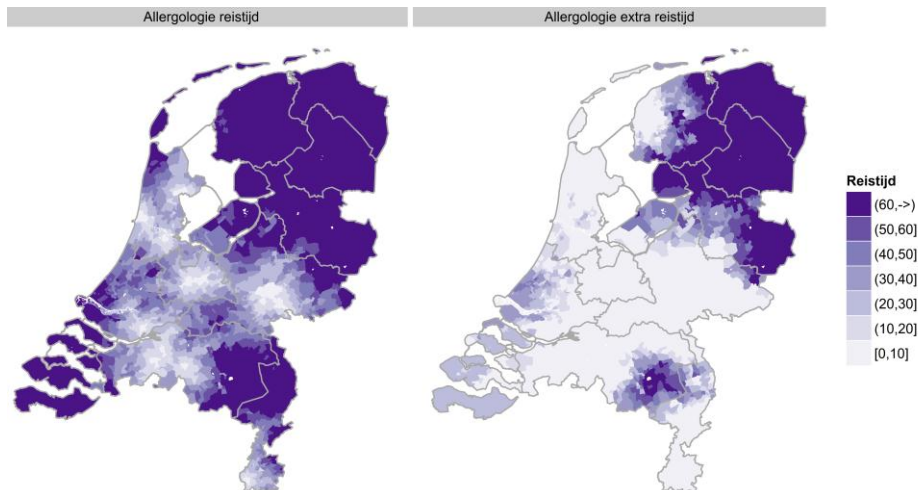 Allergologie reistijd
Allergologie extra reistijd
Reistijd
(60,->)
(50,60]
(40,50]
(30,40]
(20,30]
(10,20]
[0,10]